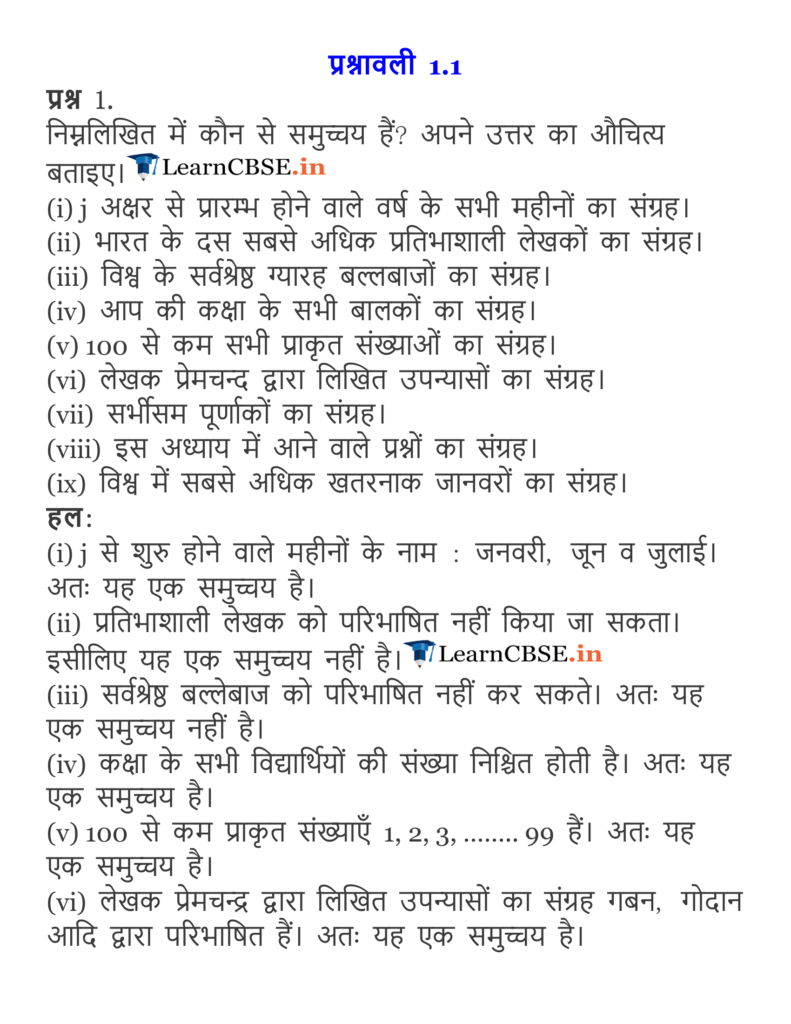 प्रश्नावली 1.1
प्रश्न 1.
निम्नलिखित में कौन से समुच्चय हैं? अपने उत्तर का औचित्य
बताइए। LearnCBSE.in
(i) j अक्षर से प्रारम्भ होने वाले वर्ष के सभी महीनों का संग्रह।
(ii) भारत के दस सबसे अधिक प्रतिभाशाली लेखकों का संग्रह।
(iii) विश्व के सर्वश्रेष्ठ ग्यारह बल्लबाजों का संग्रह।
(iv) आप की कक्षा के सभी बालकों का संग्रह।
(v) 100 से कम सभी प्राकृत संख्याओं का संग्रह।
(vi) लेखक प्रेमचन्द द्वारा लिखित उपन्यासों का संग्रह।
(vii) सर्भीसम पूर्णाकों का संग्रह।
(viii) इस अध्याय में आने वाले प्रश्नों का संग्रह।
(ix) विश्व में सबसे अधिक खतरनाक जानवरों का संग्रह।
हल:
(i) j से शुरु होने वाले महीनों के नाम : जनवरी, जून व जुलाई।
अतः यह एक समुच्चय है।
(ii) प्रतिभाशाली लेखक को परिभाषित नहीं किया जा सकता।
इसीलिए यह एक समुच्चय नहीं है। LearnCBSE.in
(iii) सर्वश्रेष्ठ बल्लेबाज को परिभाषित नहीं कर सकते। अतः यह
एक समुच्चय नहीं है।
(iv) कक्षा के सभी विद्यार्थियों की संख्या निश्चित होती है। अतः यह
एक समुच्चय है।
(v) 100 से कम प्राकृत संख्याएँ 1, 2, 3, …….. 99 हैं। अतः यह
एक समुच्चय है।
(vi) लेखक प्रेमचन्द्र द्वारा लिखित उपन्यासों का संग्रह गबन, गोदान
आदि द्वारा परिभाषित हैं। अतः यह एक समुच्चय है।